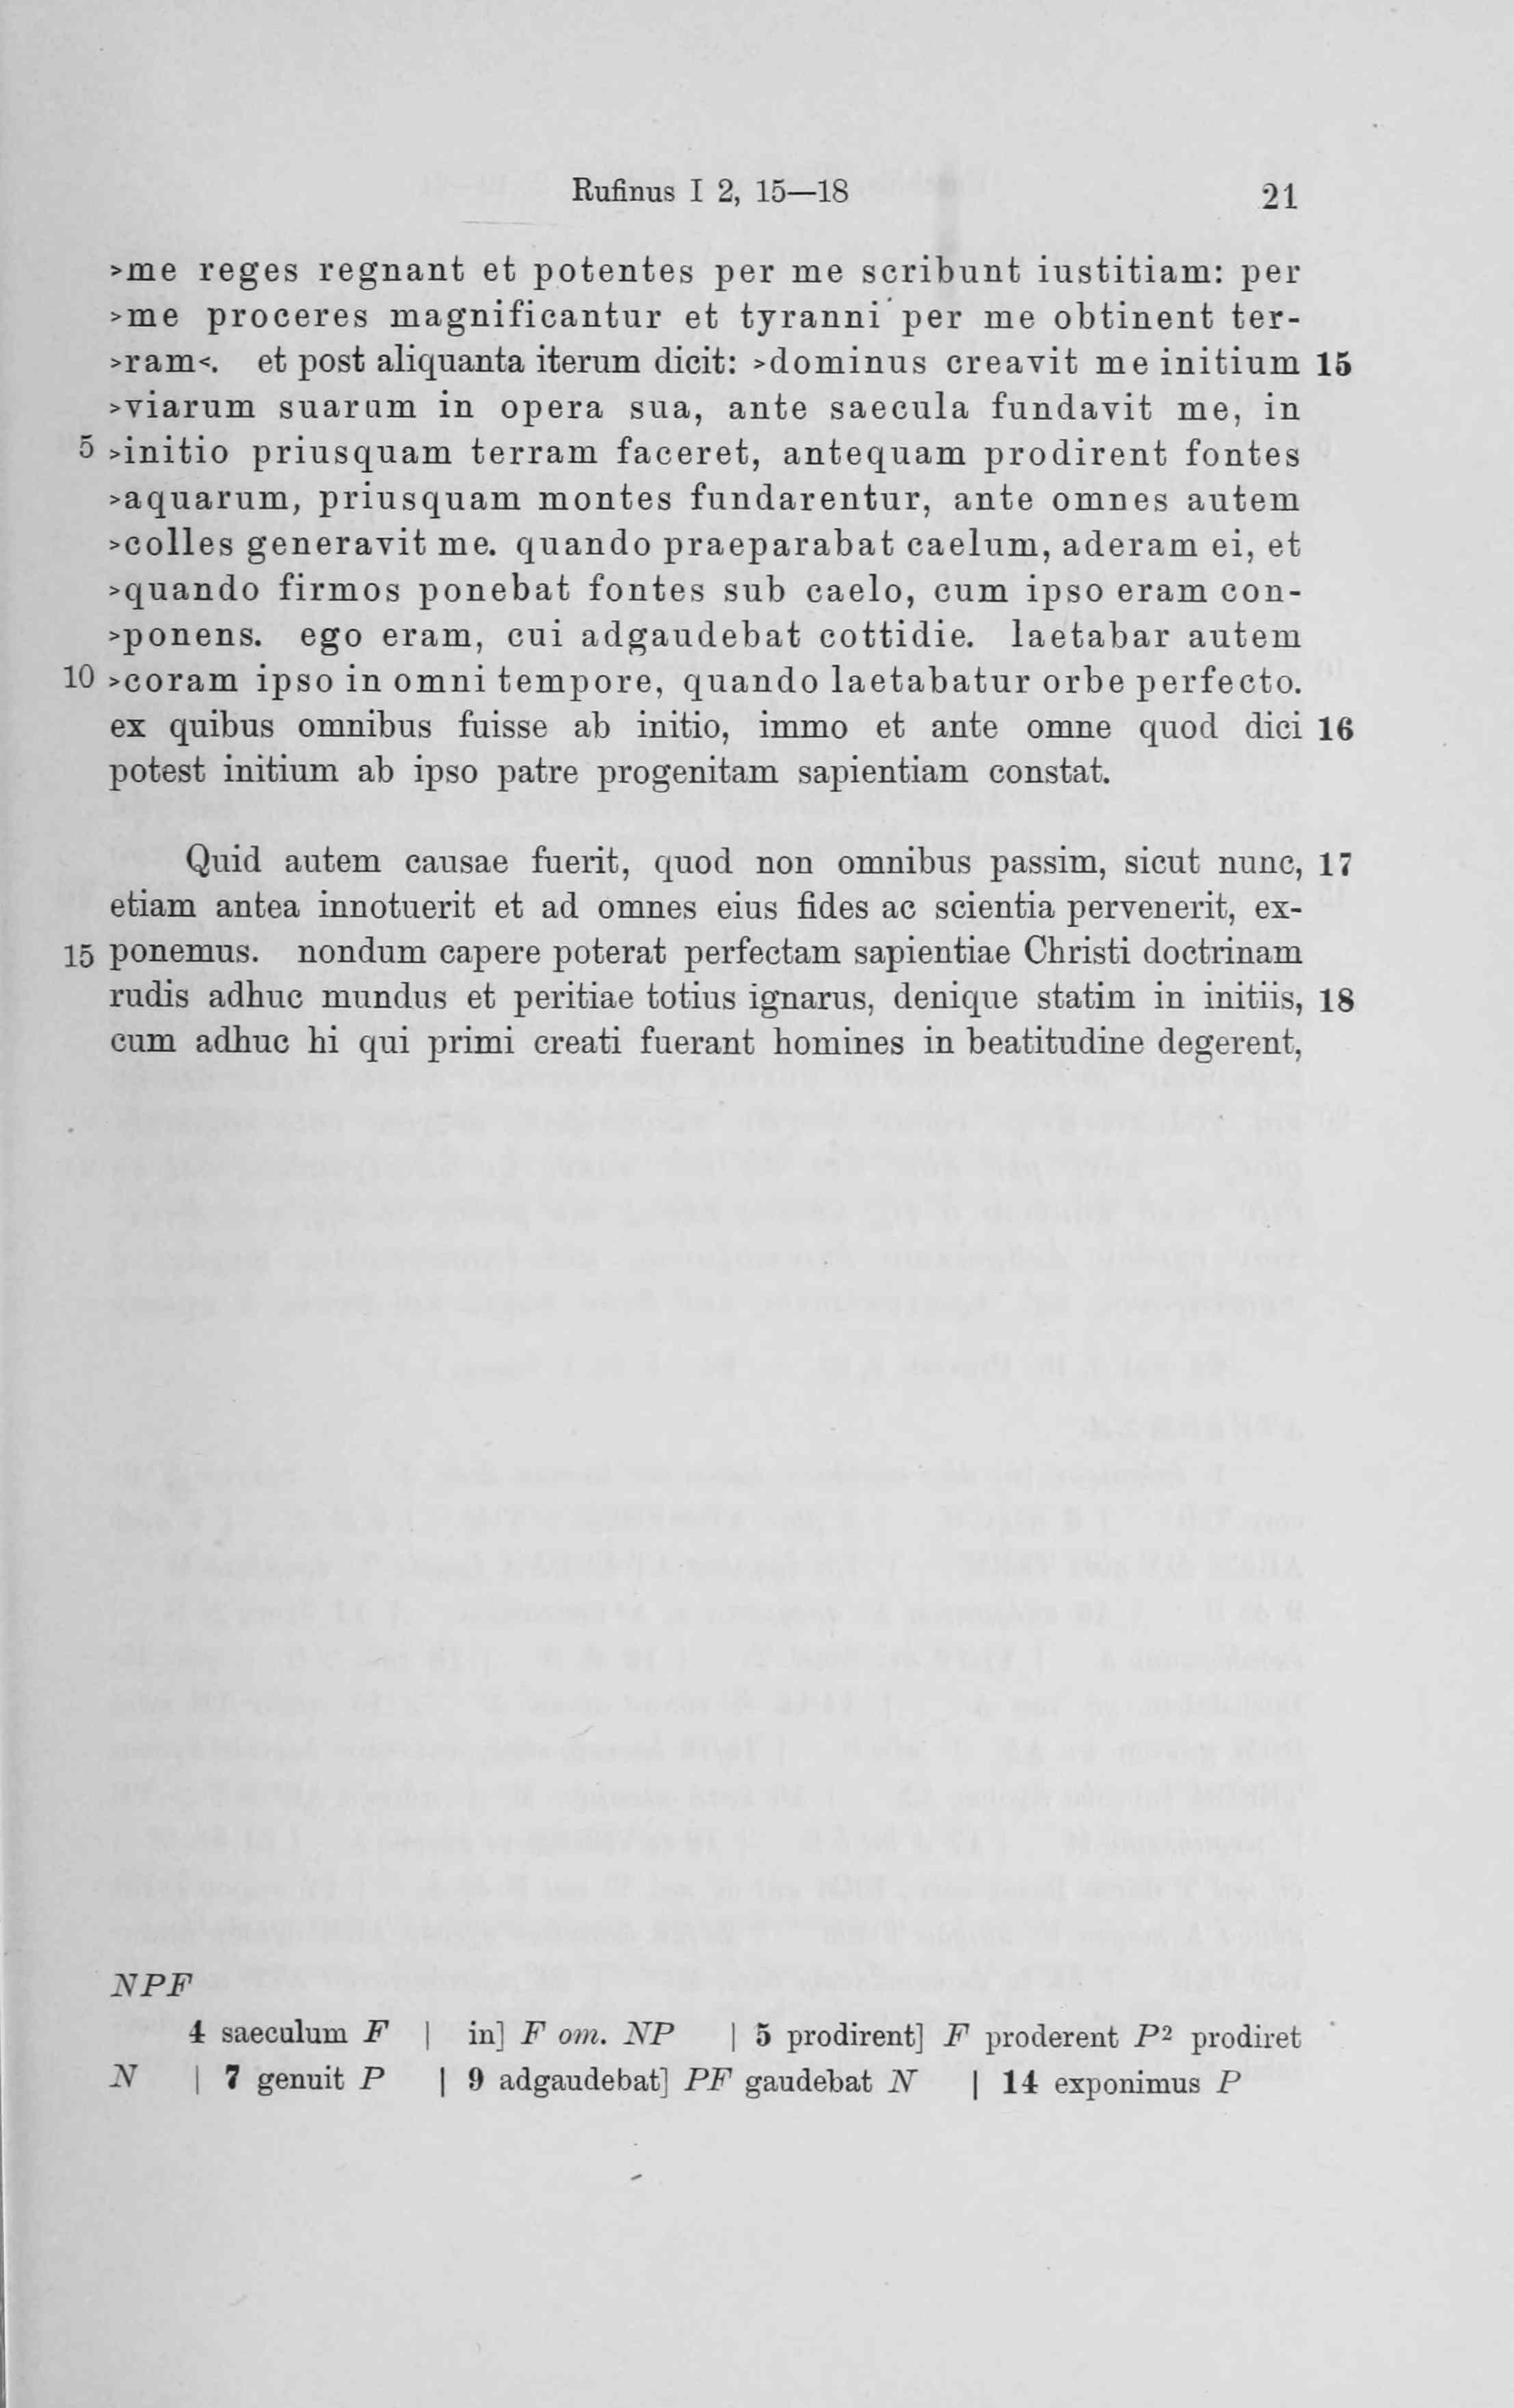 Rufinus I 2, 15—18 21
>me reges regnant et potentes per me scribunt iustitiam: per
>me proceres magnificantur et tyranni per me obtinent ter-
>ram<. et post aliquanta iterum dicit: >dominus creavit me initium 15
>viarum suarum in opera sua, ante saecula fundavit me, in
5 >initio priusquam terram faceret, antequam prodirent fontes
>aquarum, priusquam montes fundarentur, ante omnes autem
>colles generavit me. quando praeparabat caelum, aderam ei, et
>quando firmos ponebat fontes sub caelo, cum ipso eram con-
>ponens. ego eram, cui adgaudebat cottidie. laetabar autem
10 >coram ipso in omni tempore, quando laetabatur orbe perfecto.
ex quibus omnibus fuisse ab initio, immo et ante omne quod dici 16
potest initium ab ipso patre progenitam sapientiam constat.
Quid autem causae fuerit, quod non omnibus passim, sicut nunc, 17
etiam antea innotuerit et ad omnes eius fides ac scientia pervenerit, ex-
15 ponemus. nondum capere poterat perfectam sapientiae Christi doctrinam
rudis adhuc mundus et peritiae totius ignarus, denique statim in initiis, 18
cum adhuc hi qui primi creati fuerant homines in beatitudine degerent,
NPF
4 saeculum F | in] F om. NP | 5 prodirent] F proderent P² prodiret
N | 7 genuit P | 9 adgaudebat] PF gaudebat N | 14 exponimus P